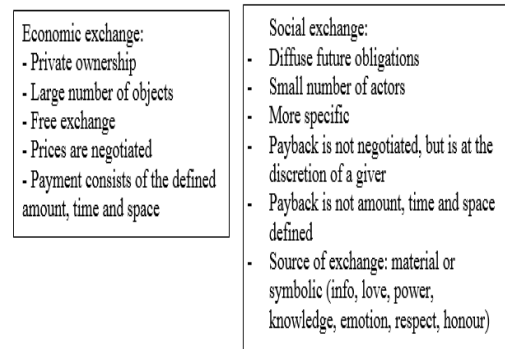 Economic exchange:
- Private ownership
- Large number of objects
- Free exchange
- Prices are negotiated
- Payment consists of the defined
amount, time and space
Social exchange:
- Diffuse future obligations
- Small number of actors
- More specific
- Payback is not negotiated, but is at the
discretion of a giver
- Payback is not amount, time and space
defined
- Source of exchange: material or
symbolic (info, love, power,
knowledge, emotion, respect, honour)